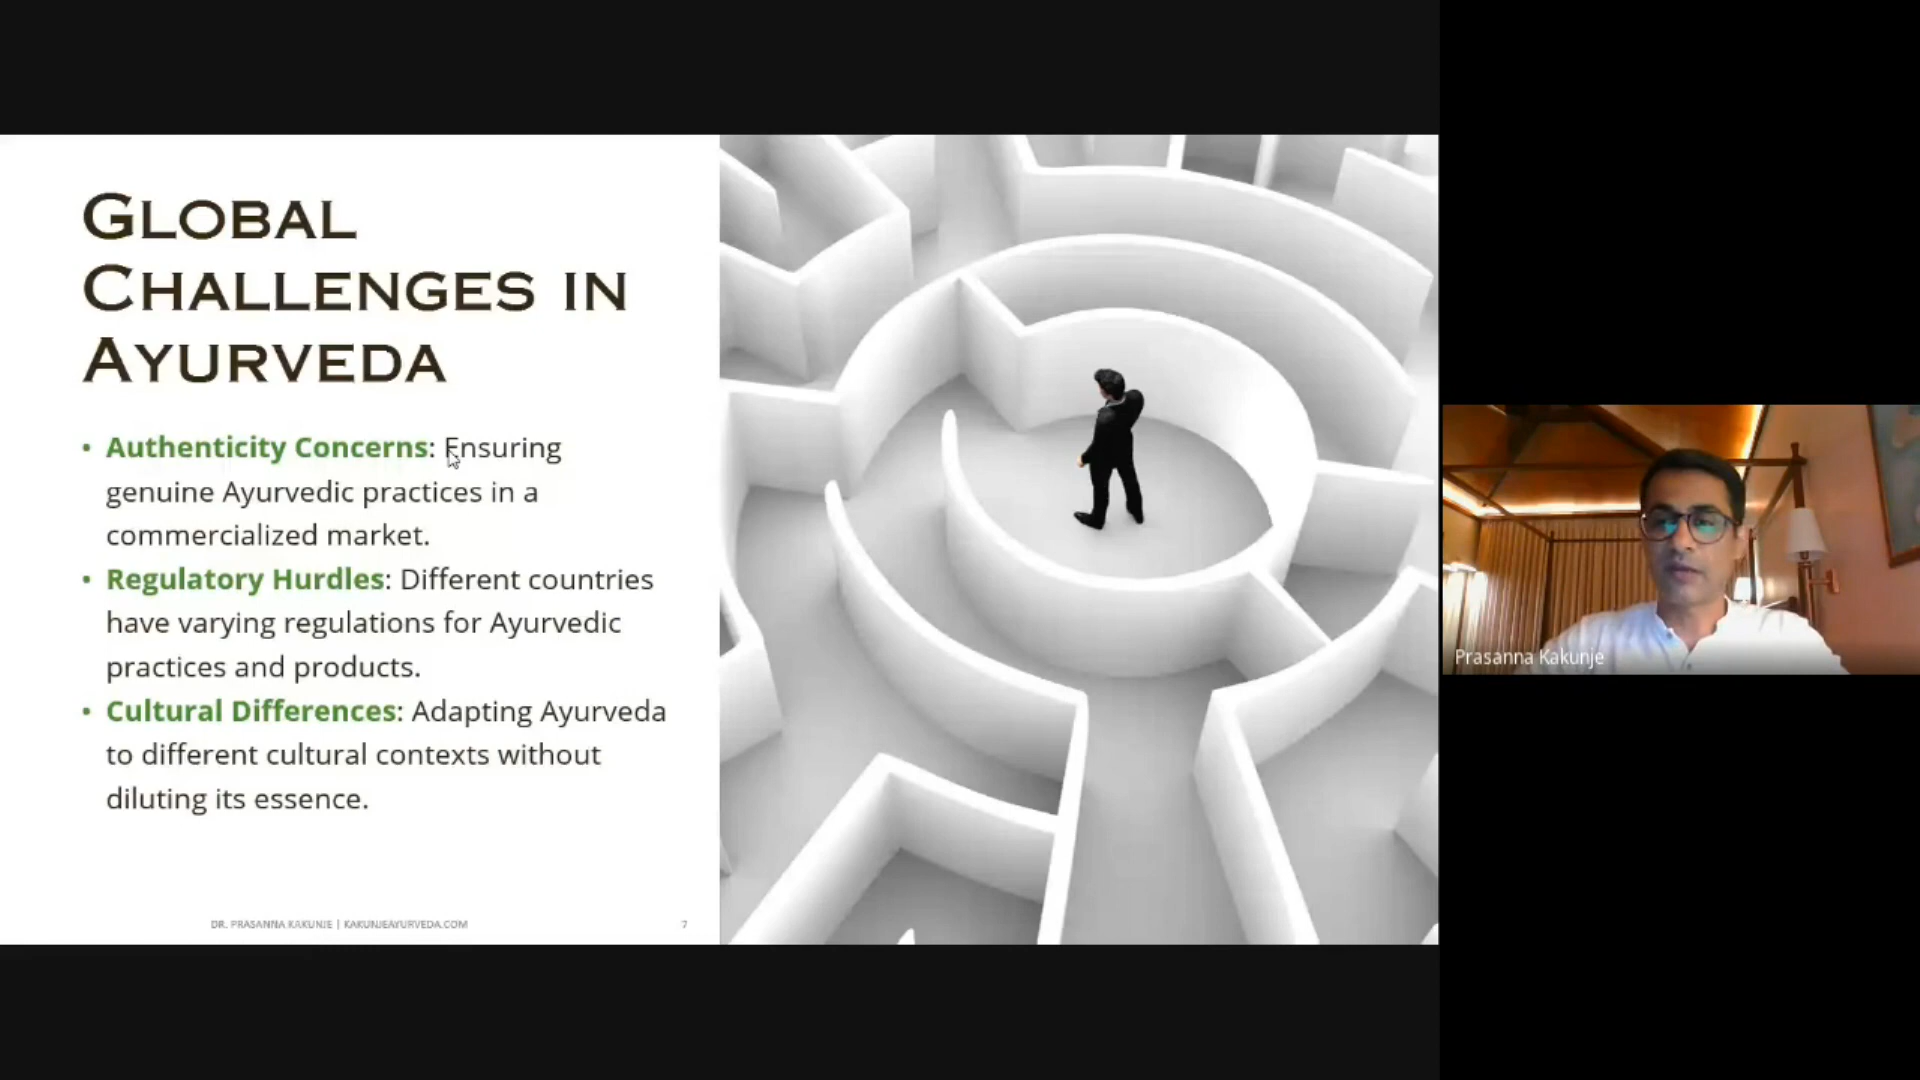 GLOBAL
CHALLENGES IN
AYURVEDA
• Authenticity Concerns: Ensuring
genuine Ayurvedic practices in a
commercialized market.
• Regulatory Hurdles: Different countries
have varying regulations for Ayurvedic
practices and products.
• Cultural Differences: Adapting Ayurveda
to different cultural contexts without
diluting its essence.
DR. PRASANNA KAKUNJE | KAKUNJEAYURVEDA.COM
7
Prasanna Kakunje